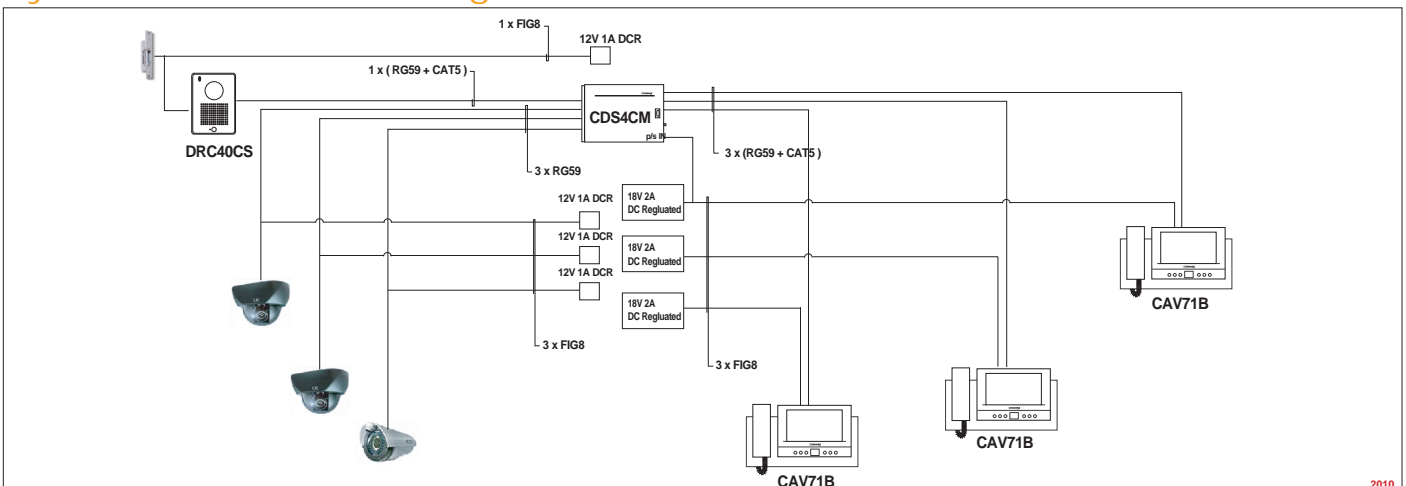 1 x FIG8
12V 1A DCR
1 x ( RG59 + CAT5 )
CDS4CM
p/s IN
DRC40CS
3 x (RG59 + CAT5 )
3 x RG59
12V 1A DCR
18V 2A
DC Regluated
12V 1A DCR
18V 2A
DC Regluated
12V 1A DCR
18V 2A
DC Regluated
CAV71B
3 x FIG8
3 x FIG8
CAV71B
CAV71B
2010